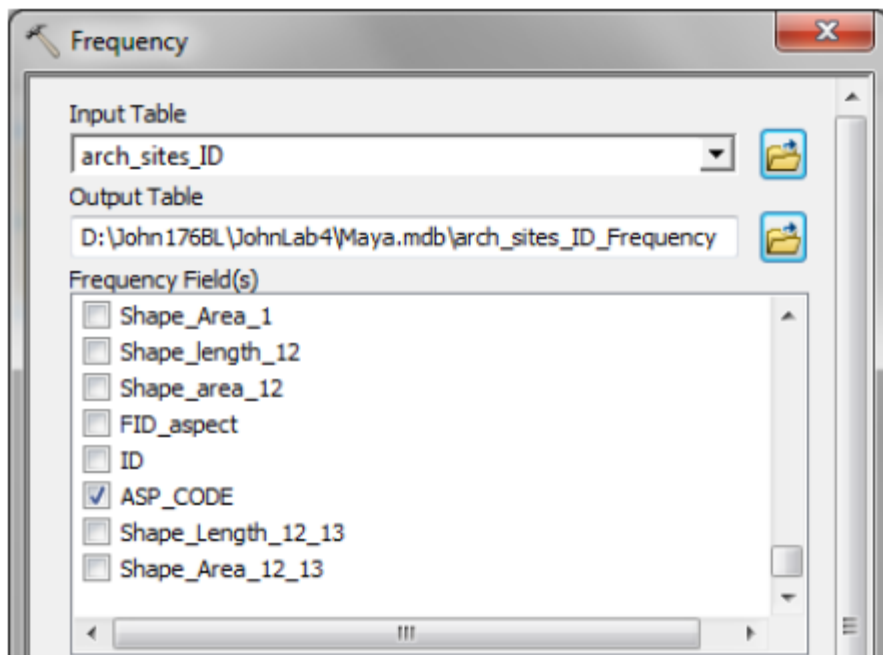 Frequency
Input Table
arch_sites_ID
Output Table
D:\John176BL\JohnLab4\Maya.mdb\arch_sites_ID_Frequency
Frequency Field(s)
Shape_Area_1
Shape_length_12
Shape_area_12
FID_aspect
ID
ASP_CODE
Shape_Length_12_13
Shape_Area_12_13